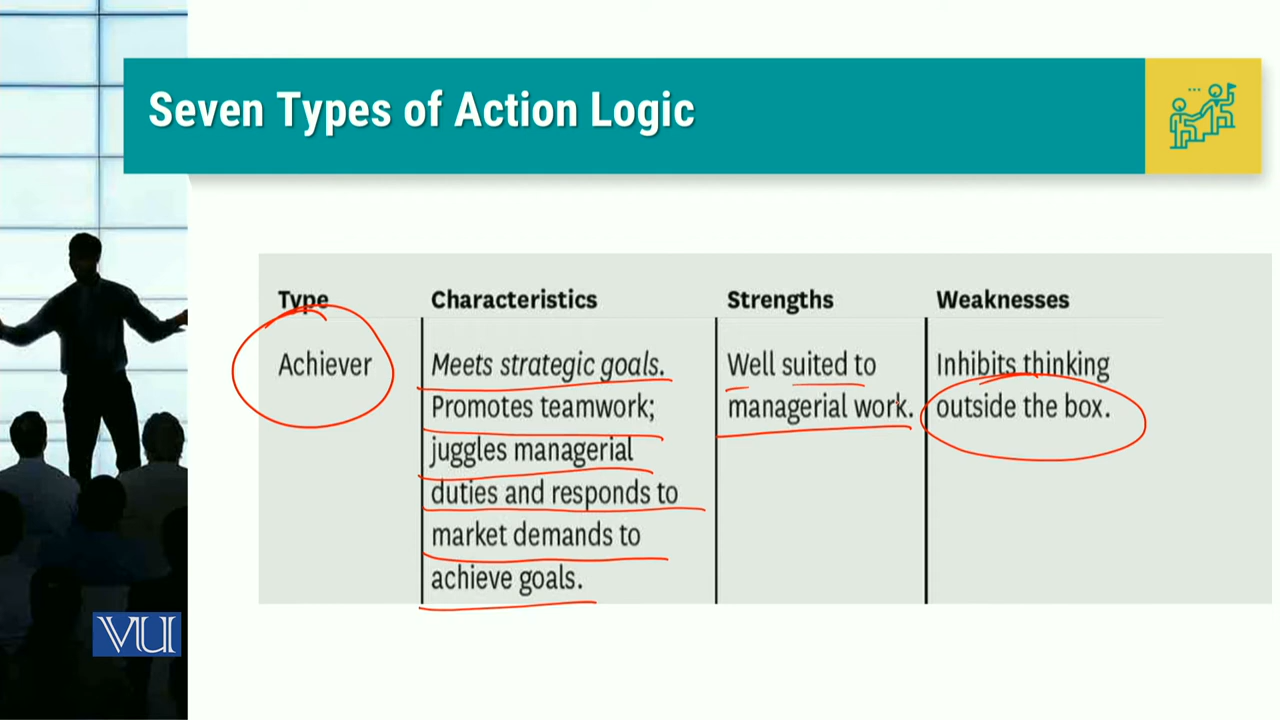 Seven Types of Action Logic
Type Characteristics Strengths Weaknesses
Achiever
Meets strategic goals.
Promotes teamwork;
juggles managerial
duties and responds to
market demands to
achieve goals.
Well suited to
managerial work.
Inhibits thinking
outside the box.
VU